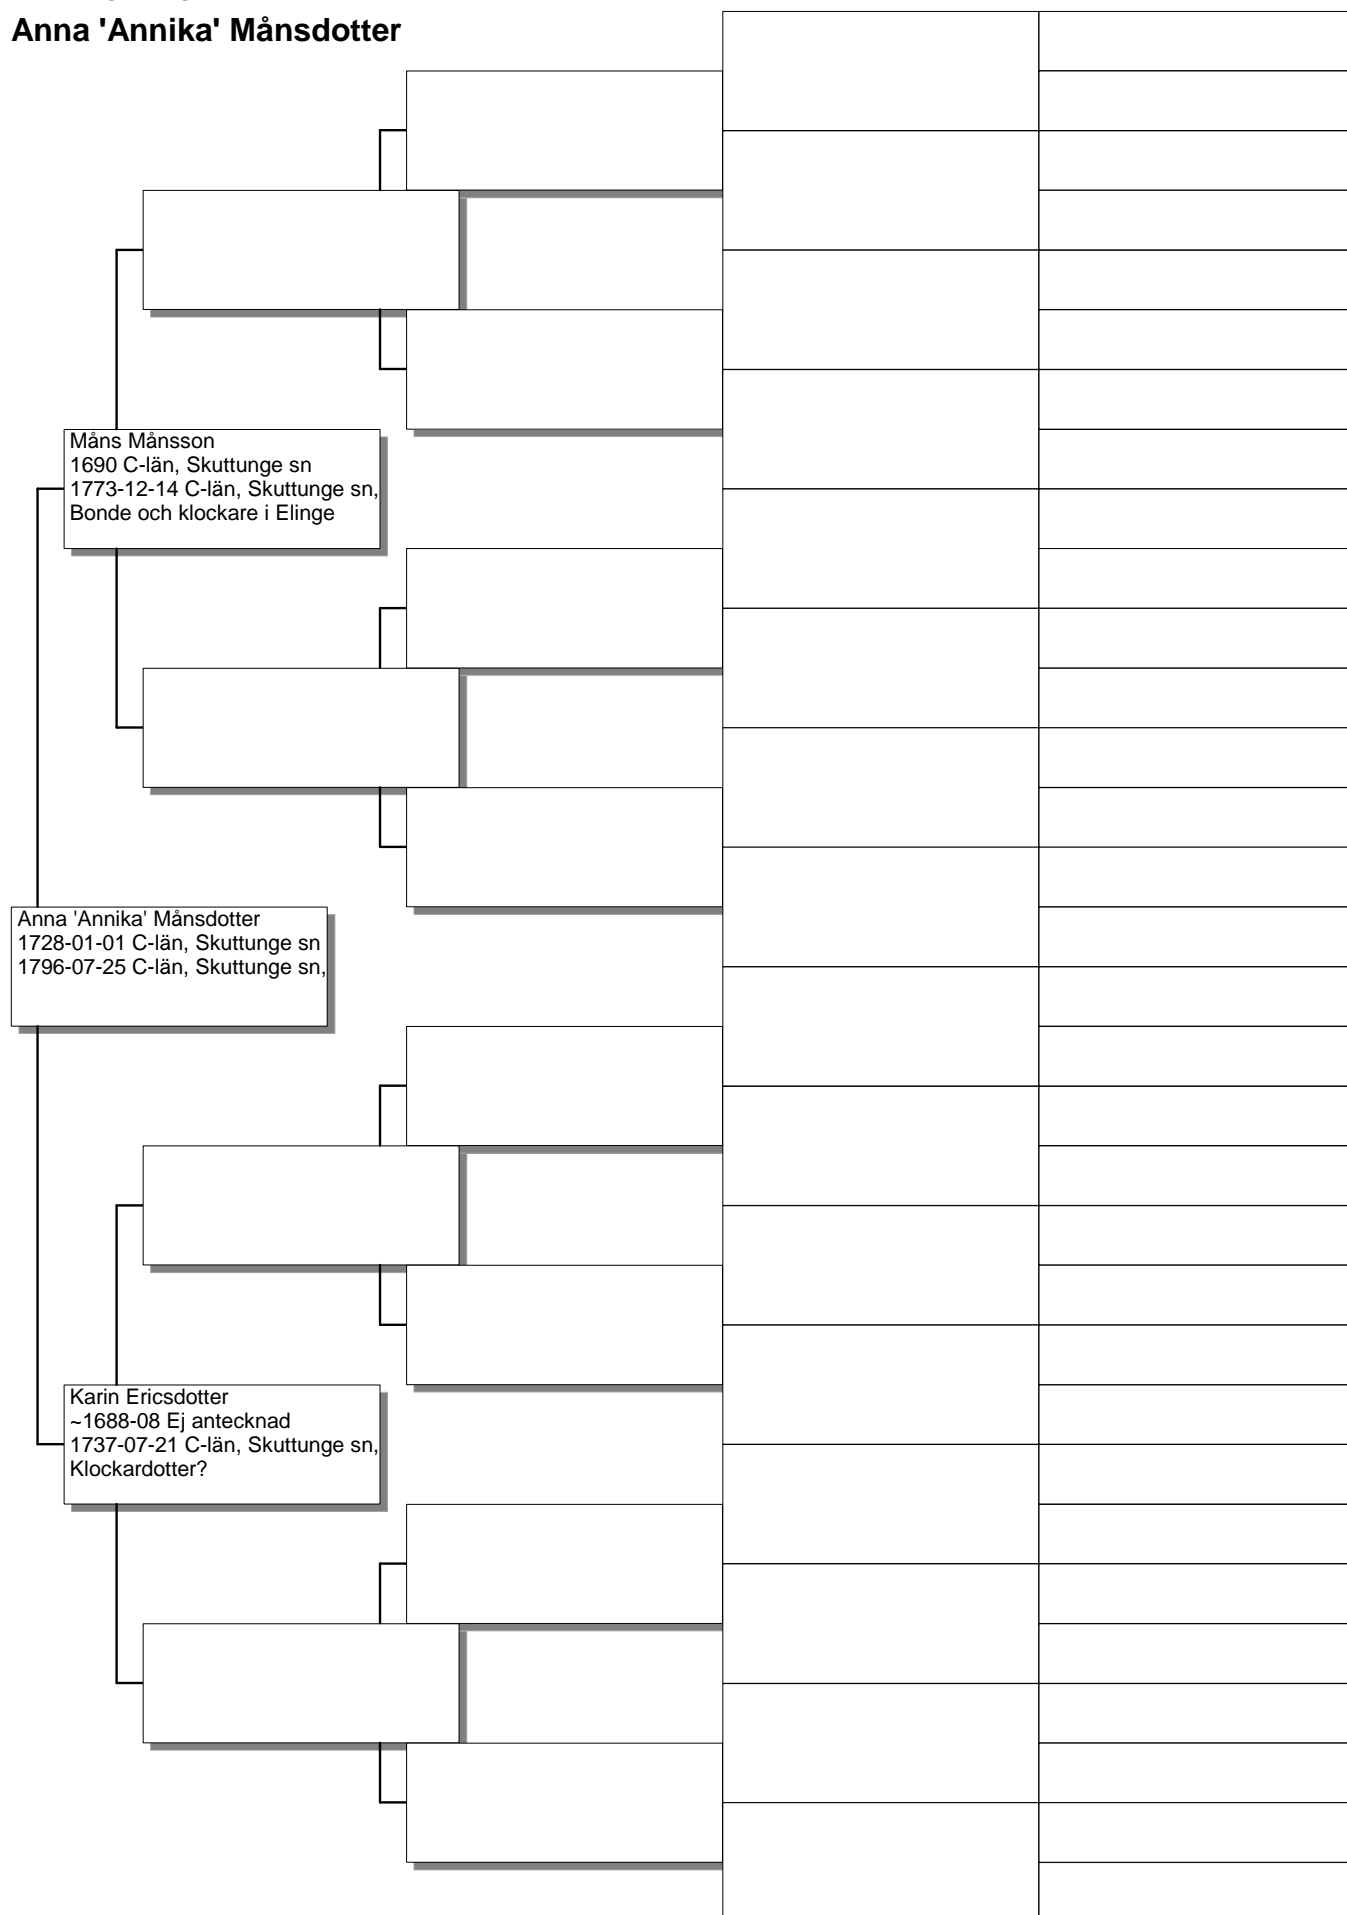 Anna 'Annika' Månsdotter
Måns Månsson
1690 C-län, Skuttunge sn
1773-12-14 C-län, Skuttunge sn,
Bonde och klockare i Elinge
Anna 'Annika' Månsdotter
1728-01-01 C-län, Skuttunge sn
1796-07-25 C-län, Skuttunge sn,
Karin Ericsdotter
~1688-08 Ej antecknad
1737-07-21 C-län, Skuttunge sn,
Klockardotter?